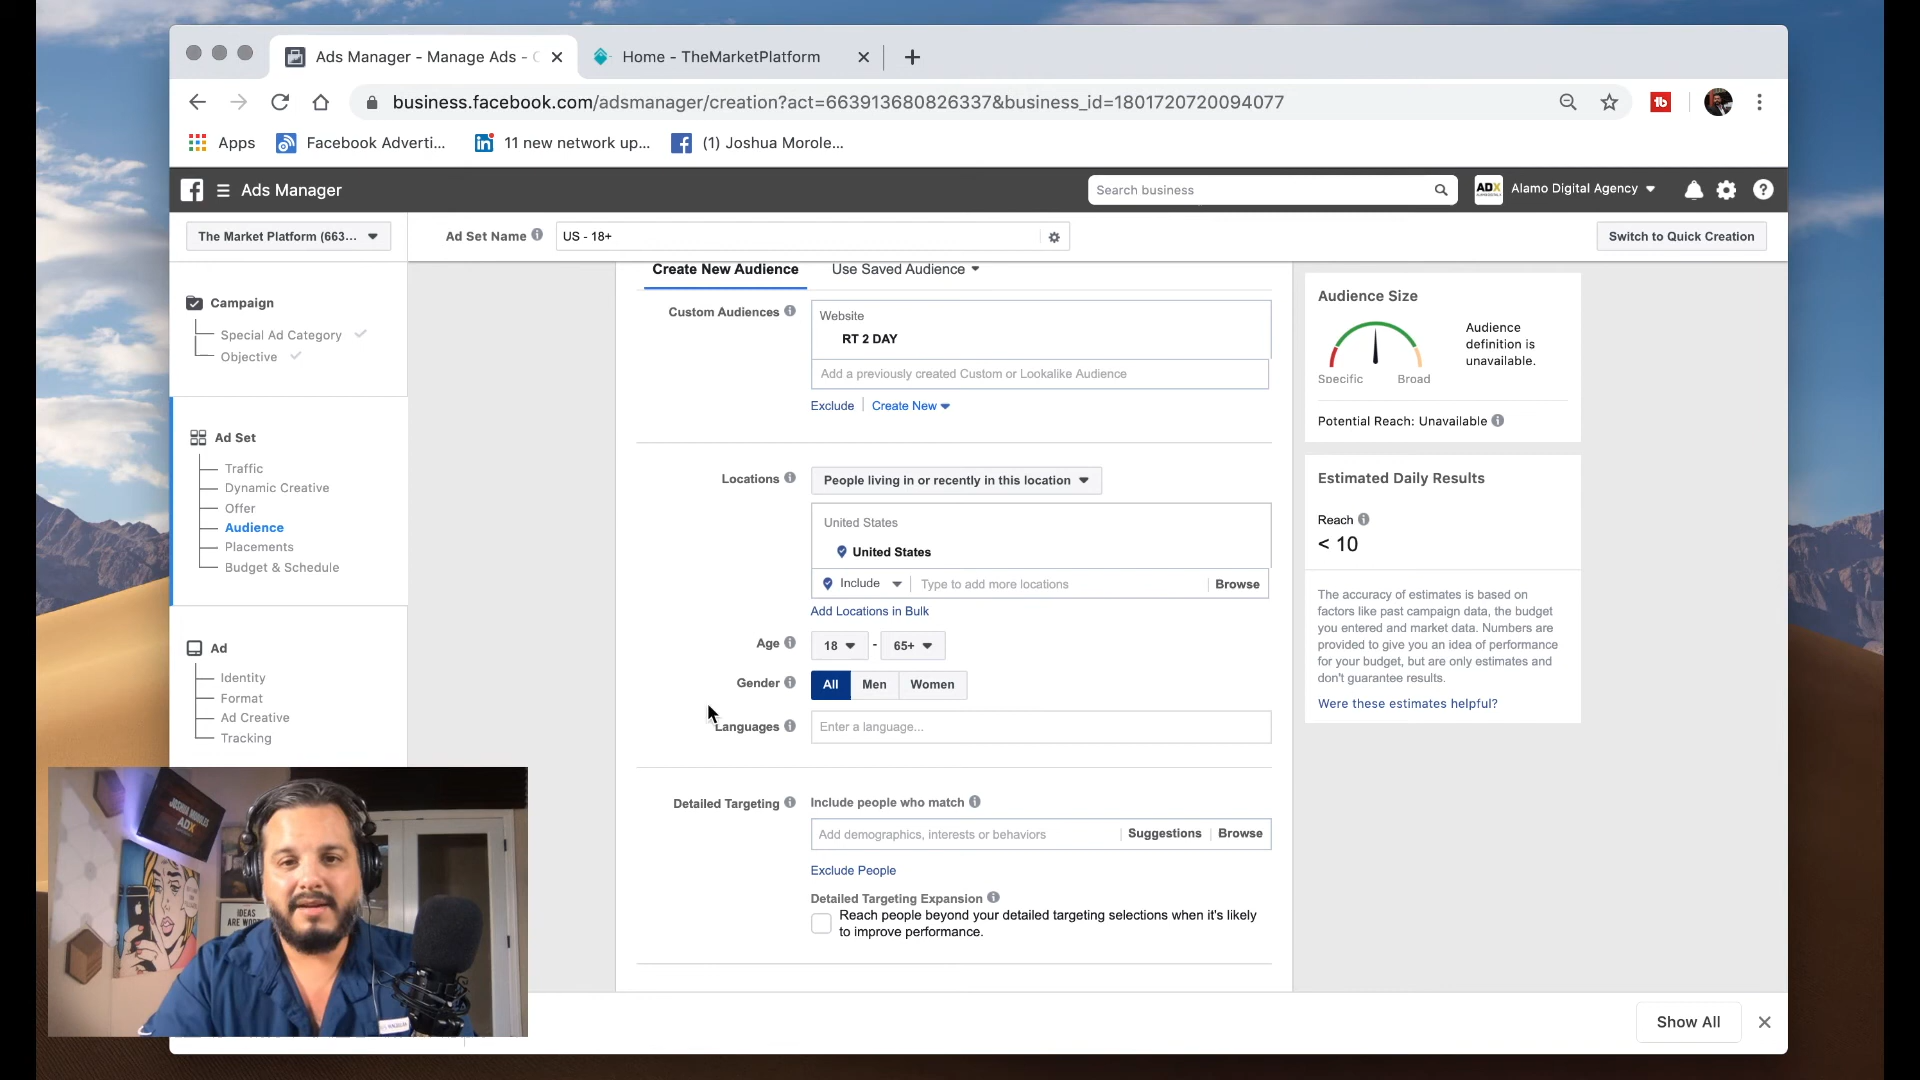 Ads Manager - Manage Ads - C
Home - TheMarketPlatform
business.facebook.com/adsmanager/creation?act=663913680826337&business_id=1801720720094077
Apps
Facebook Adverti...
11 new network up...
(1) Joshua Morole...
Ads Manager
Search business
ADX
Alamo Digital Agency
The Market Platform (663...
Ad Set Name
US - 18+
Switch to Quick Creation
Campaign
Special Ad Category
Objective
Ad Set
Traffic
Dynamic Creative
Offer
Audience
Placements
Budget & Schedule
Ad
Identity
Format
Ad Creative
Tracking
Create New Audience
Use Saved Audience
Custom Audiences
Website
RT 2 DAY
Add a previously created Custom or Lookalike Audience
Exclude
Create New
Locations
People living in or recently in this location
United States
United States
Include
Type to add more locations
Browse
Add Locations in Bulk
Age
18
-
65+
Gender
All
Men
Women
Languages
Enter a language...
Detailed Targeting
Include people who match
Add demographics, interests or behaviors
Suggestions
Browse
Exclude People
Detailed Targeting Expansion
Reach people beyond your detailed targeting selections when it's likely
to improve performance.
Audience Size
Specific
Broad
Audience
definition is
unavailable.
Potential Reach: Unavailable
Estimated Daily Results
Reach
< 10
The accuracy of estimates is based on
factors like past campaign data, the budget
you entered and market data. Numbers are
provided to give you an idea of performance
for your budget, but are only estimates and
don't guarantee results.
Were these estimates helpful?
JOSHUA MOROLES
ADX
IDEAS
ARE
Show All